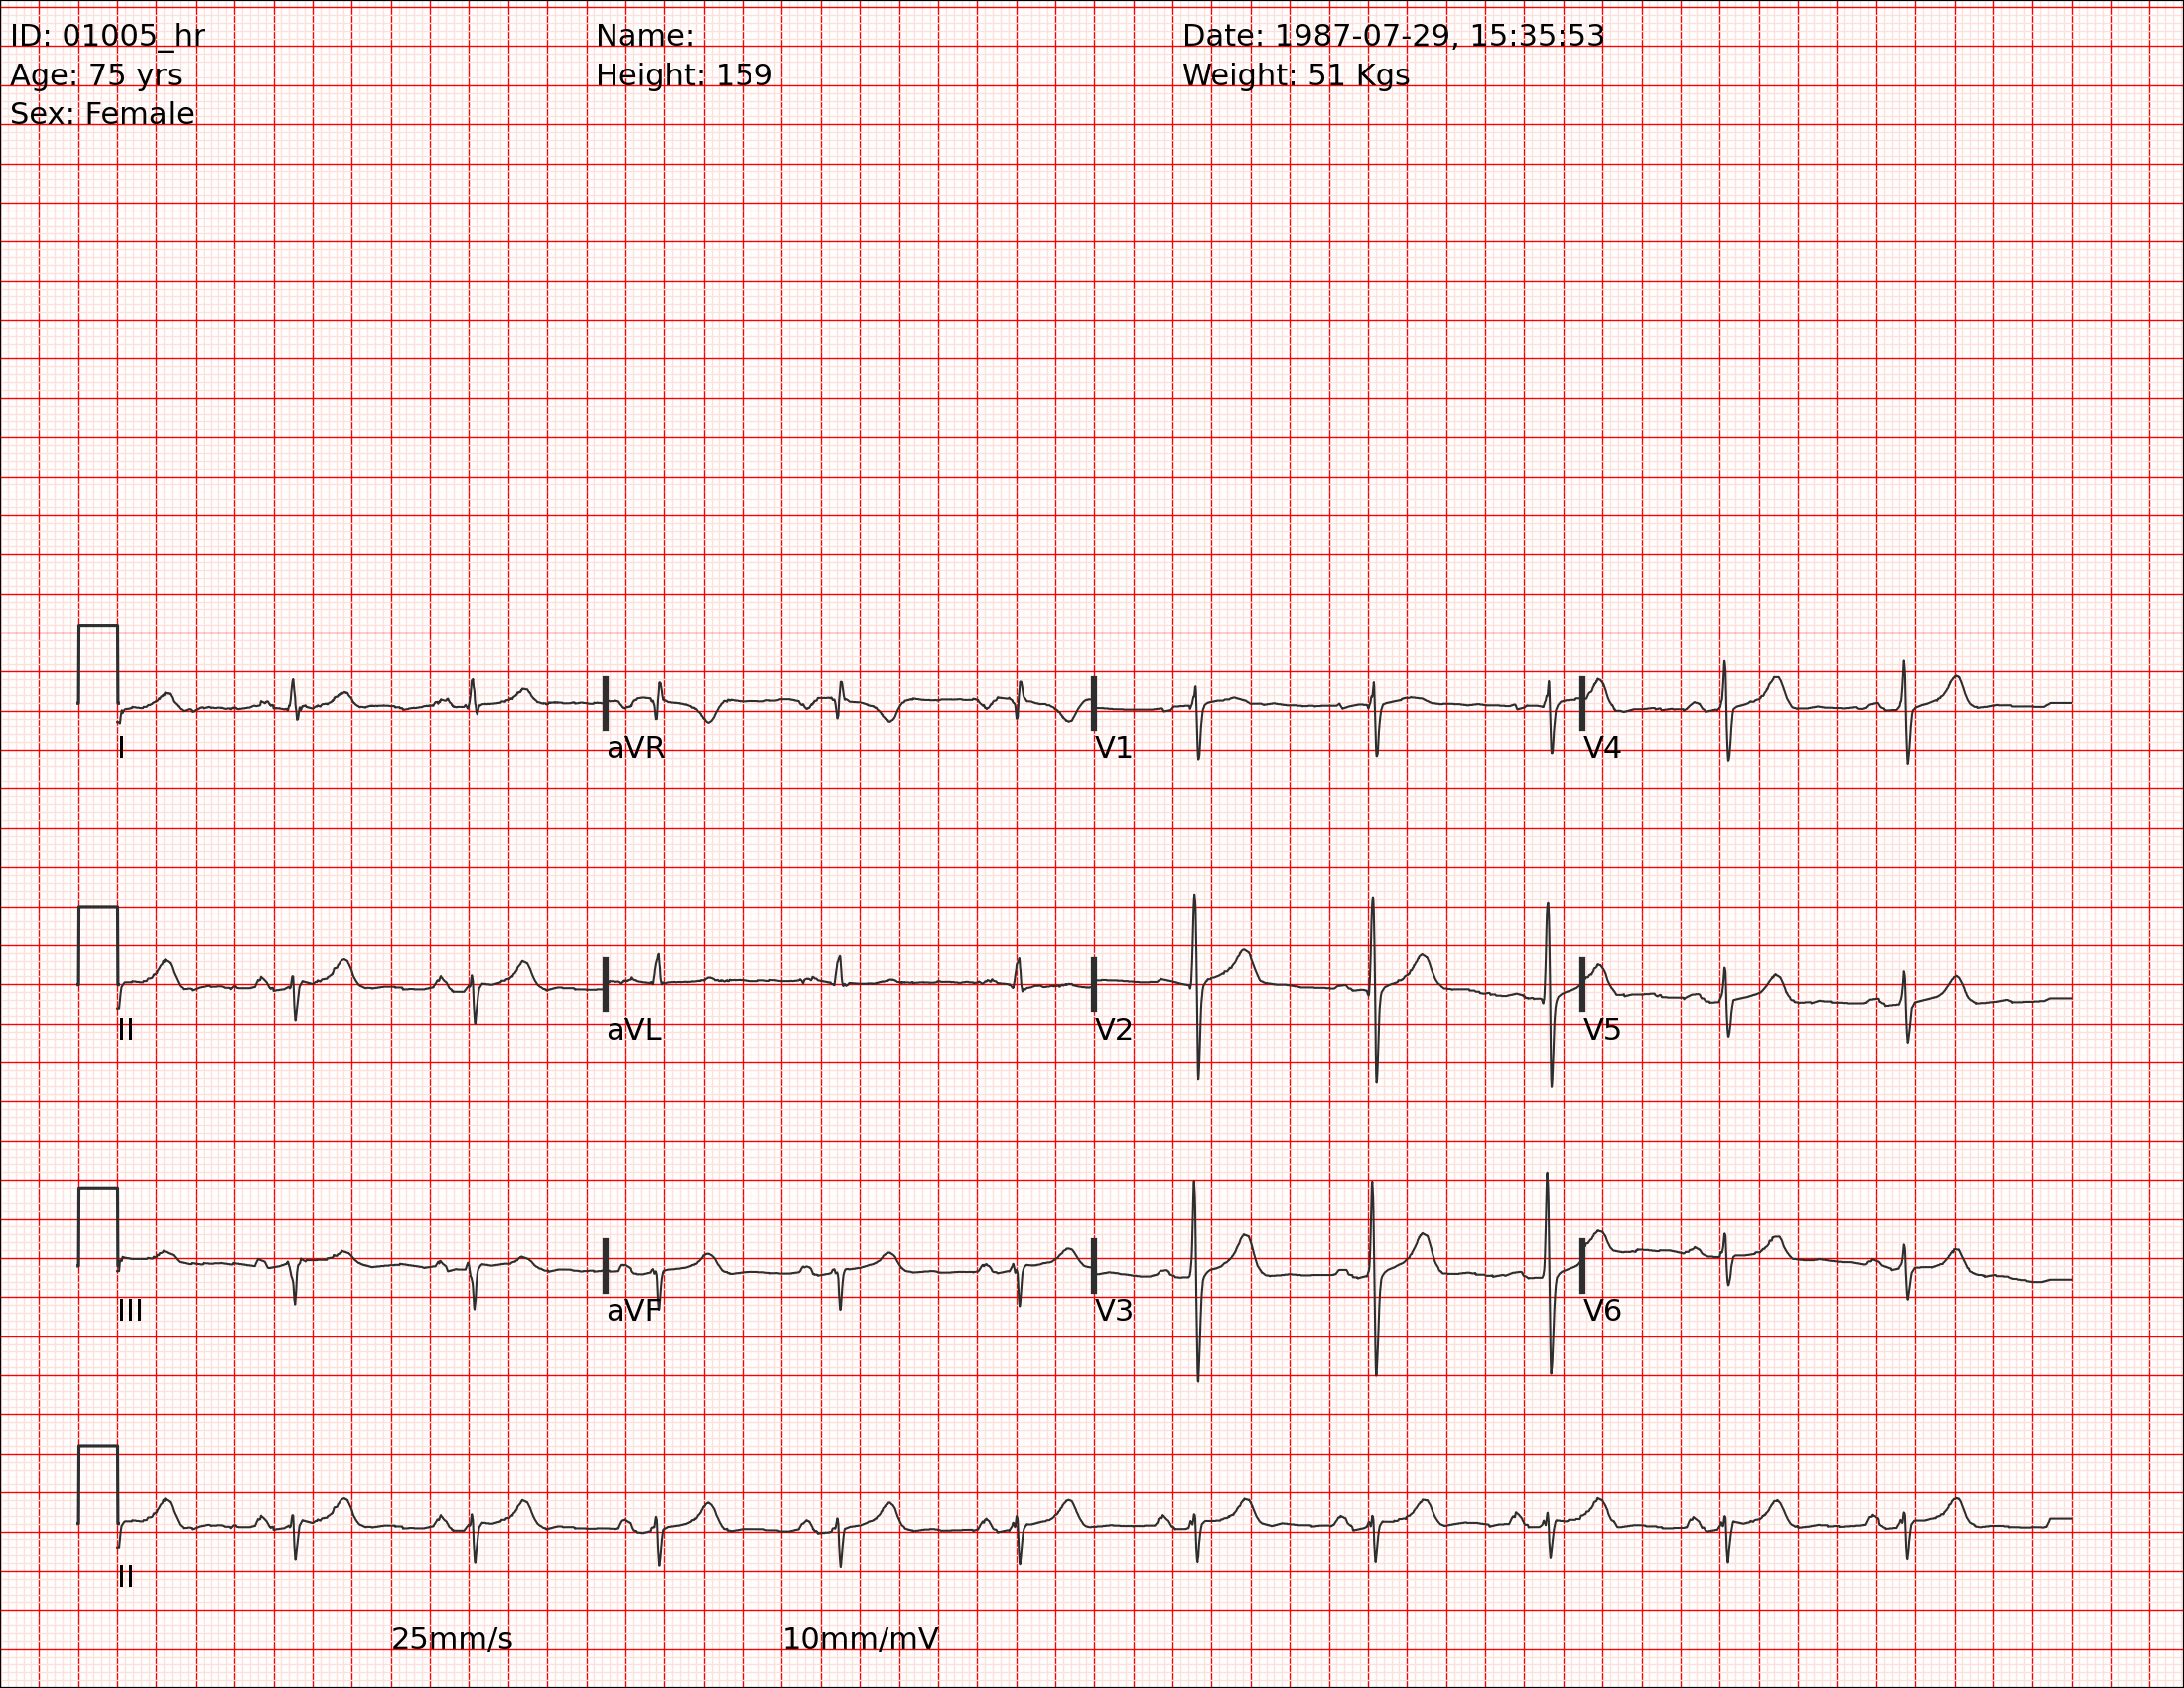 ID: 01005_hr
Name:
Date: 1987-07-29, 15:35:53
Age: 75 yrs
Height: 159
Weight: 51 Kgs
Sex: Female
I
aVR
V1
V4
II
aVL
V2
V5
III
aVF
V3
V6
II
25mm/s
10mm/mV